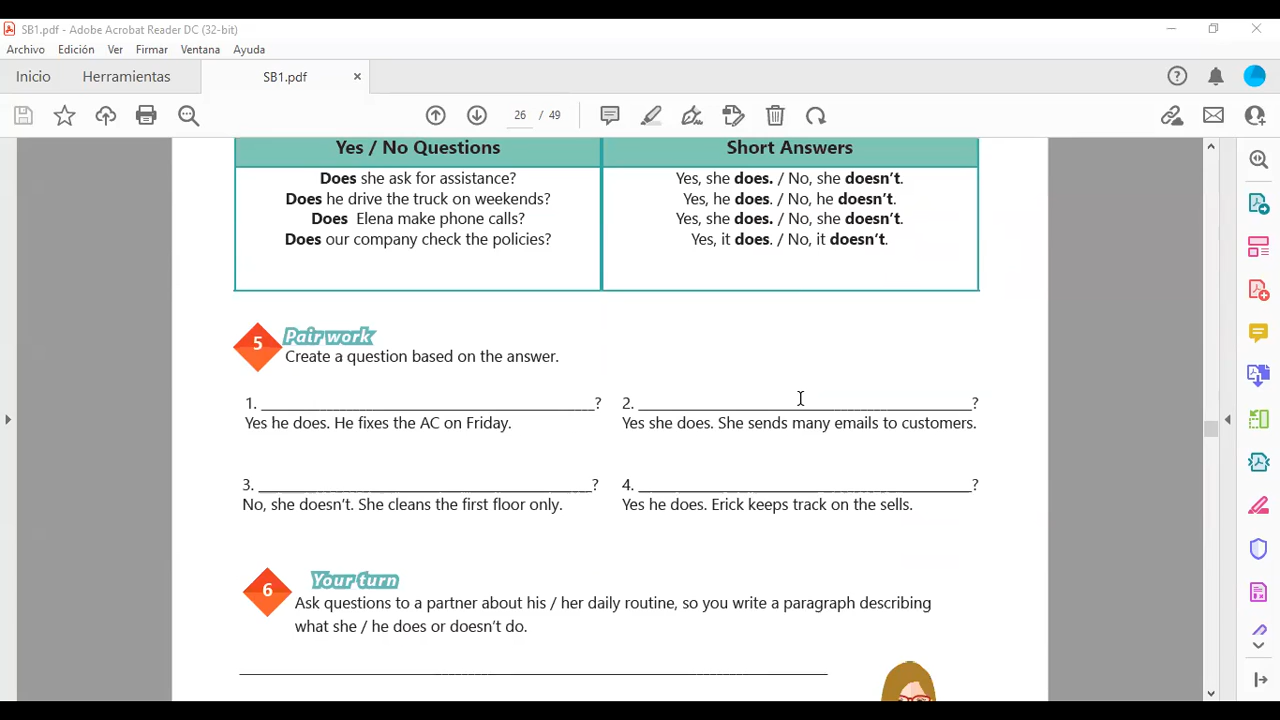 SB1.pdf - Adobe Acrobat Reader DC (32-bit)
Archivo Edición Ver Firmar Ventana Ayuda
Inicio Herramientas SB1.pdf ×
26 / 49
Yes / No Questions
Does she ask for assistance?
Does he drive the truck on weekends?
Does Elena make phone calls?
Does our company check the policies?
Short Answers
Yes, she does. / No, she doesn't.
Yes, he does. / No, he doesn't.
Yes, she does. / No, she doesn't.
Yes, it does. / No, it doesn't.
5 Pair work
Create a question based on the answer.
1. ________________________________________?
Yes he does. He fixes the AC on Friday.
2. ________________________________________?
Yes she does. She sends many emails to customers.
3. ________________________________________?
No, she doesn't. She cleans the first floor only.
4. ________________________________________?
Yes he does. Erick keeps track on the sells.
6 Your turn
Ask questions to a partner about his / her daily routine, so you write a paragraph describing
what she / he does or doesn't do.